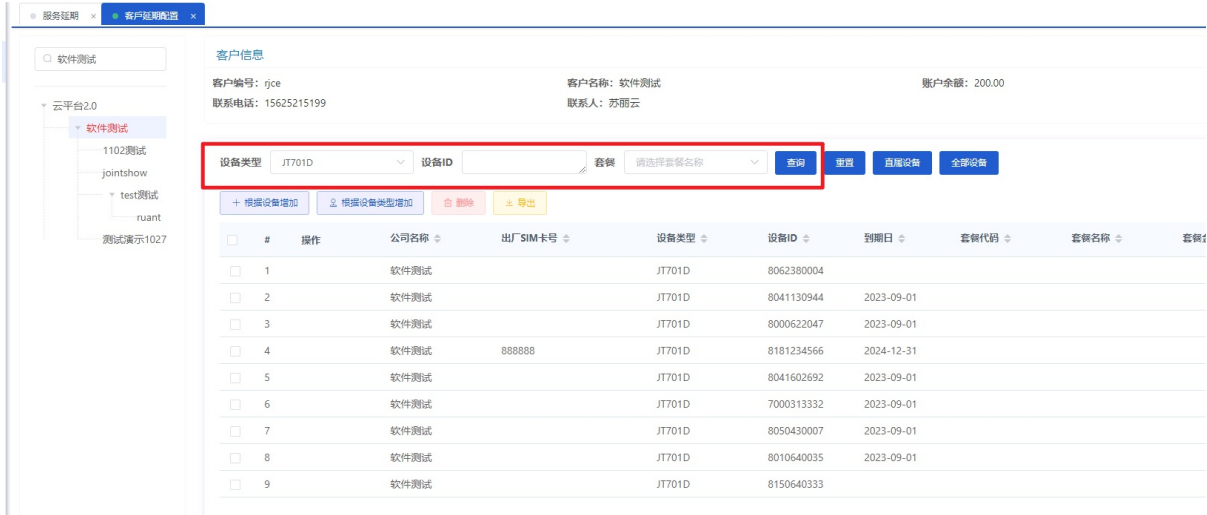 服务延期 × 客户延期配置 ×
软件测试
云平台2.0
软件测试
1102测试
jointshow
test测试
ruant
测试演示1027
客户信息
客户编号：rjce 客户名称：软件测试 账户余额：200.00
联系电话：15625215199 联系人：苏丽云
设备类型 JT701D 设备ID 套餐 请选择套餐名称 查询 重置 直属设备 全部设备
+ 根据设备增加 根据设备类型增加 删除 导出
# 操作 公司名称 出厂SIM卡号 设备类型 设备ID 到期日 套餐代码 套餐名称 套餐
1 软件测试 JT701D 8062380004
2 软件测试 JT701D 8041130944 2023-09-01
3 软件测试 JT701D 8000622047 2023-09-01
4 软件测试 888888 JT701D 8181234566 2024-12-31
5 软件测试 JT701D 8041602692 2023-09-01
6 软件测试 JT701D 7000313332 2023-09-01
7 软件测试 JT701D 8050430007 2023-09-01
8 软件测试 JT701D 8010640035 2023-09-01
9 软件测试 JT701D 8150640333